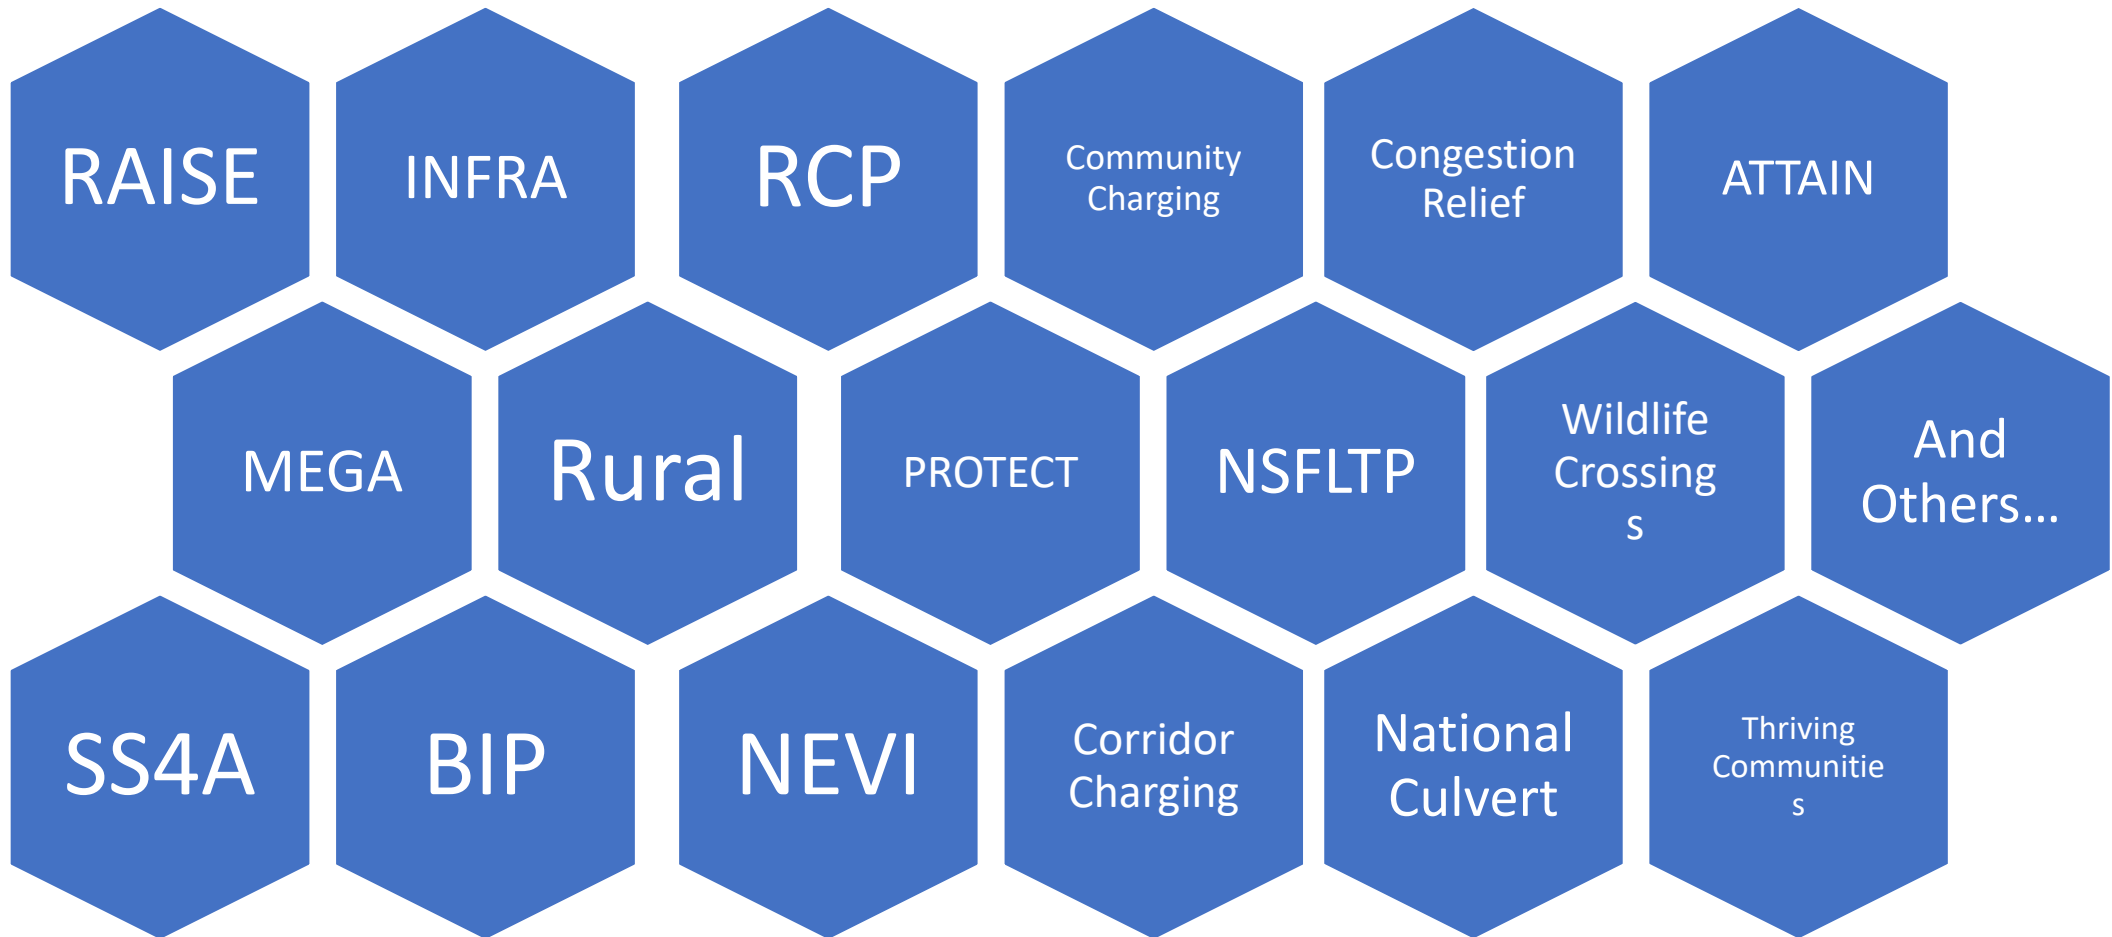 RAISE
INFRA
RCP
Community
Charging
Congestion
Relief
ATTAIN
MEGA
Rural
PROTECT
NSFLTP
Wildlife
Crossing
s
And
Others...
SS4A
BIP
NEVI
Corridor
Charging
National
Culvert
Thriving
Communitie
s